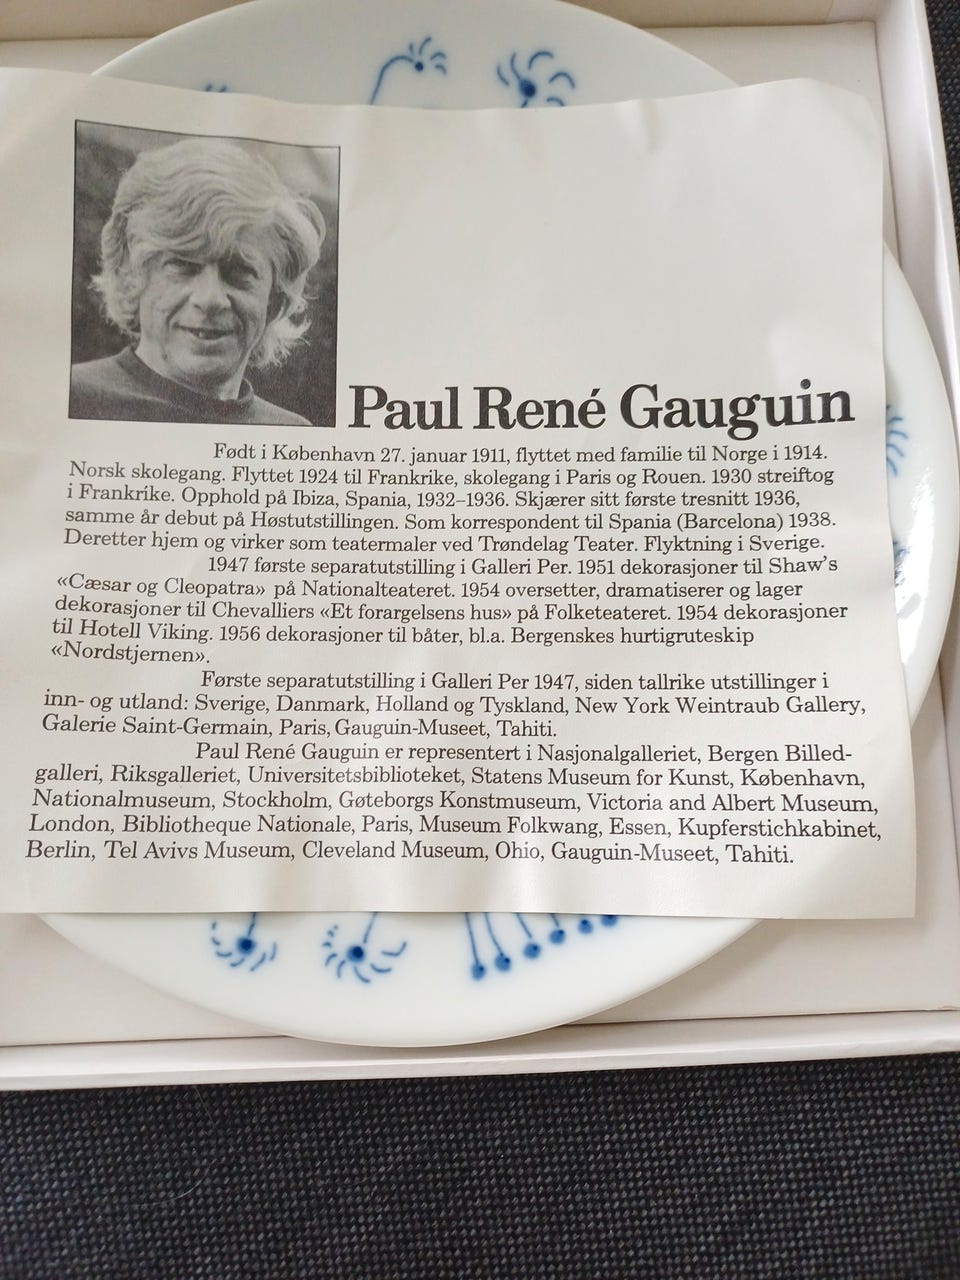 Paul René Gauguin
Født i København 27. januar 1911, flyttet med familie til Norge i 1914.
Norsk skolegang. Flyttet 1924 til Frankrike, skolegang i Paris og Rouen. 1930 streiftog
i Frankrike. Opphold på Ibiza, Spania, 1932–1936. Skjærer sitt første tresnitt 1936,
samme år debut på Høstutstillingen. Som korrespondent til Spania (Barcelona) 1938.
Deretter hjem og virker som teatermaler ved Trøndelag Teater. Flyktning i Sverige.
1947 første separatutstilling i Galleri Per. 1951 dekorasjoner til Shaw's
«Cæsar og Cleopatra» på Nationalteateret. 1954 oversetter, dramatiserer og lager
dekorasjoner til Chevalliers «Et forargelsens hus» på Folketeateret. 1954 dekorasjoner
til Hotell Viking. 1956 dekorasjoner til båter, bl.a. Bergenskes hurtigruteskip
«Nordstjernen».
Første separatutstilling i Galleri Per 1947, siden tallrike utstillinger i
inn- og utland: Sverige, Danmark, Holland og Tyskland, New York Weintraub Gallery,
Galerie Saint-Germain, Paris, Gauguin-Museet, Tahiti.
Paul René Gauguin er representert i Nasjonalgalleriet, Bergen Billed-
galleri, Riksgalleriet, Universitetsbiblioteket, Statens Museum for Kunst, København,
Nationalmuseum, Stockholm, Gøteborgs Konstmuseum, Victoria and Albert Museum,
London, Bibliotheque Nationale, Paris, Museum Folkwang, Essen, Kupferstichkabinet,
Berlin, Tel Avivs Museum, Cleveland Museum, Ohio, Gauguin-Museet, Tahiti.